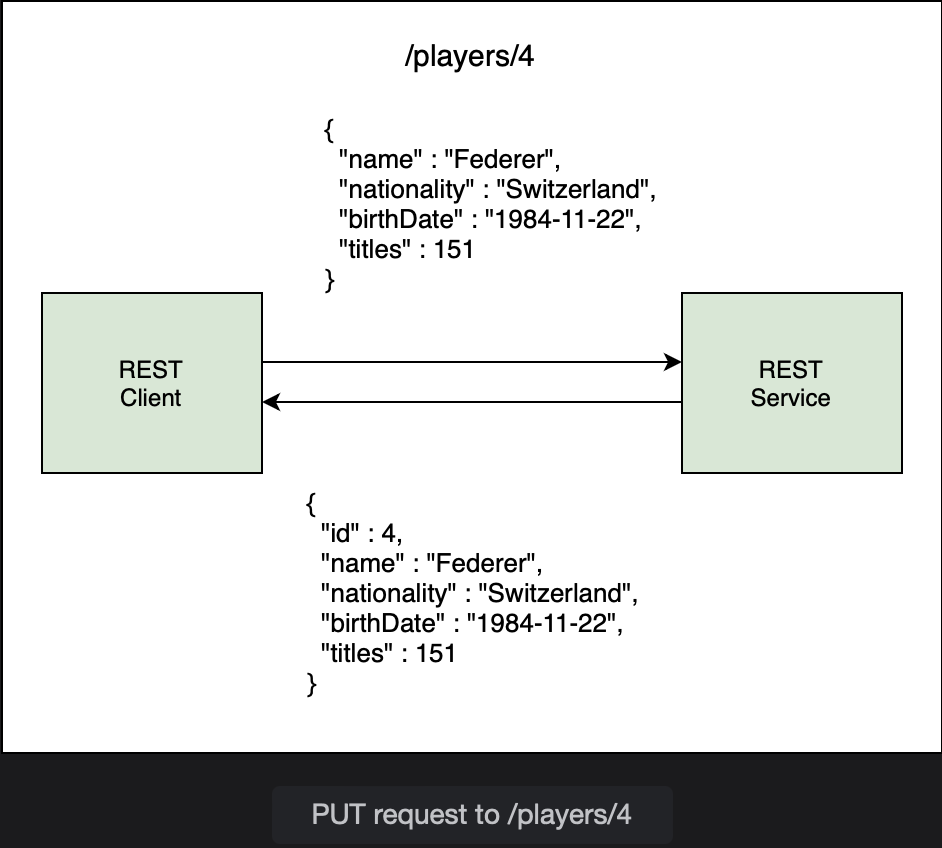 /players/4
{
"name" : "Federer",
"nationality" : "Switzerland",
"birthDate" : "1984-11-22",
"titles" : 151
}
REST
Client
REST
Service
{
"id" : 4,
"name" : "Federer",
"nationality" : "Switzerland",
"birthDate" : "1984-11-22",
"titles" : 151
}
PUT request to /players/4